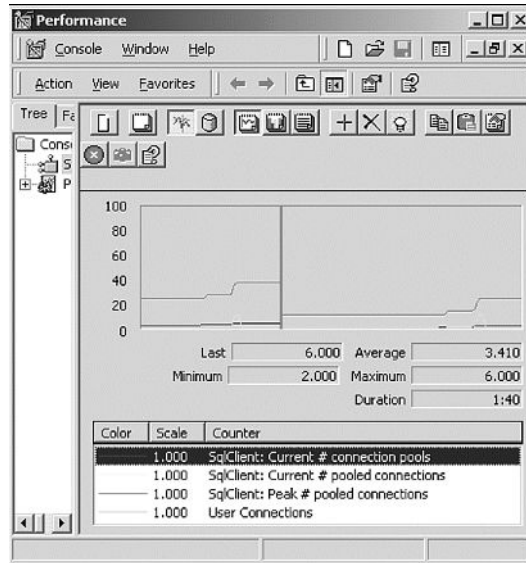 Performance
Console Window Help
Action View Favorites
Tree
Conso
S
P
100
80
60
40
20
0
Last 6.000 Average 3.410
Minimum 2.000 Maximum 6.000
Duration 1:40
Color Scale Counter
1.000 SqlClient: Current # connection pools
1.000 SqlClient: Current # pooled connections
1.000 SqlClient: Peak # pooled connections
1.000 User Connections